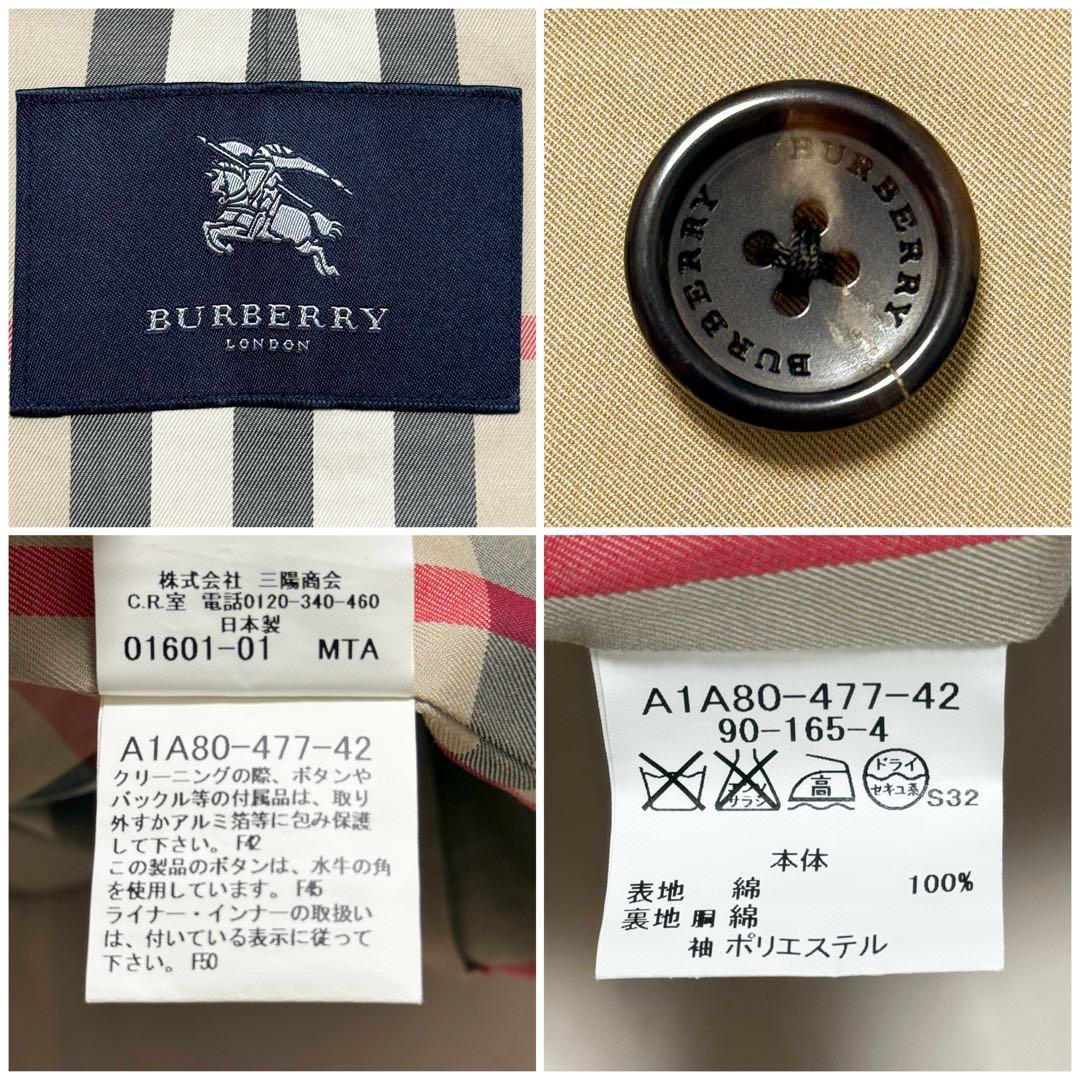 BURBERRY
LONDON
BURBERRY
BURBERRY
株式会社 三陽商会
C.R.室 電話0120-340-460
日本製
01601-01 MTA
A1A80-477-42
クリーニングの際、ボタンや
バックル等の付属品は、取り
外すかアルミ箔等に包み保護
して下さい。 F42
この製品のボタンは、水牛の角
を使用しています。 F45
ライナー・インナーの取扱い
は、付いている表示に従って
下さい。 F50
A1A80-477-42
90-165-4
エンソ
サラシ
高
ドライ
セキユ系
S32
本体
表地 綿 100%
裏地 胴 綿
袖 ポリエステル